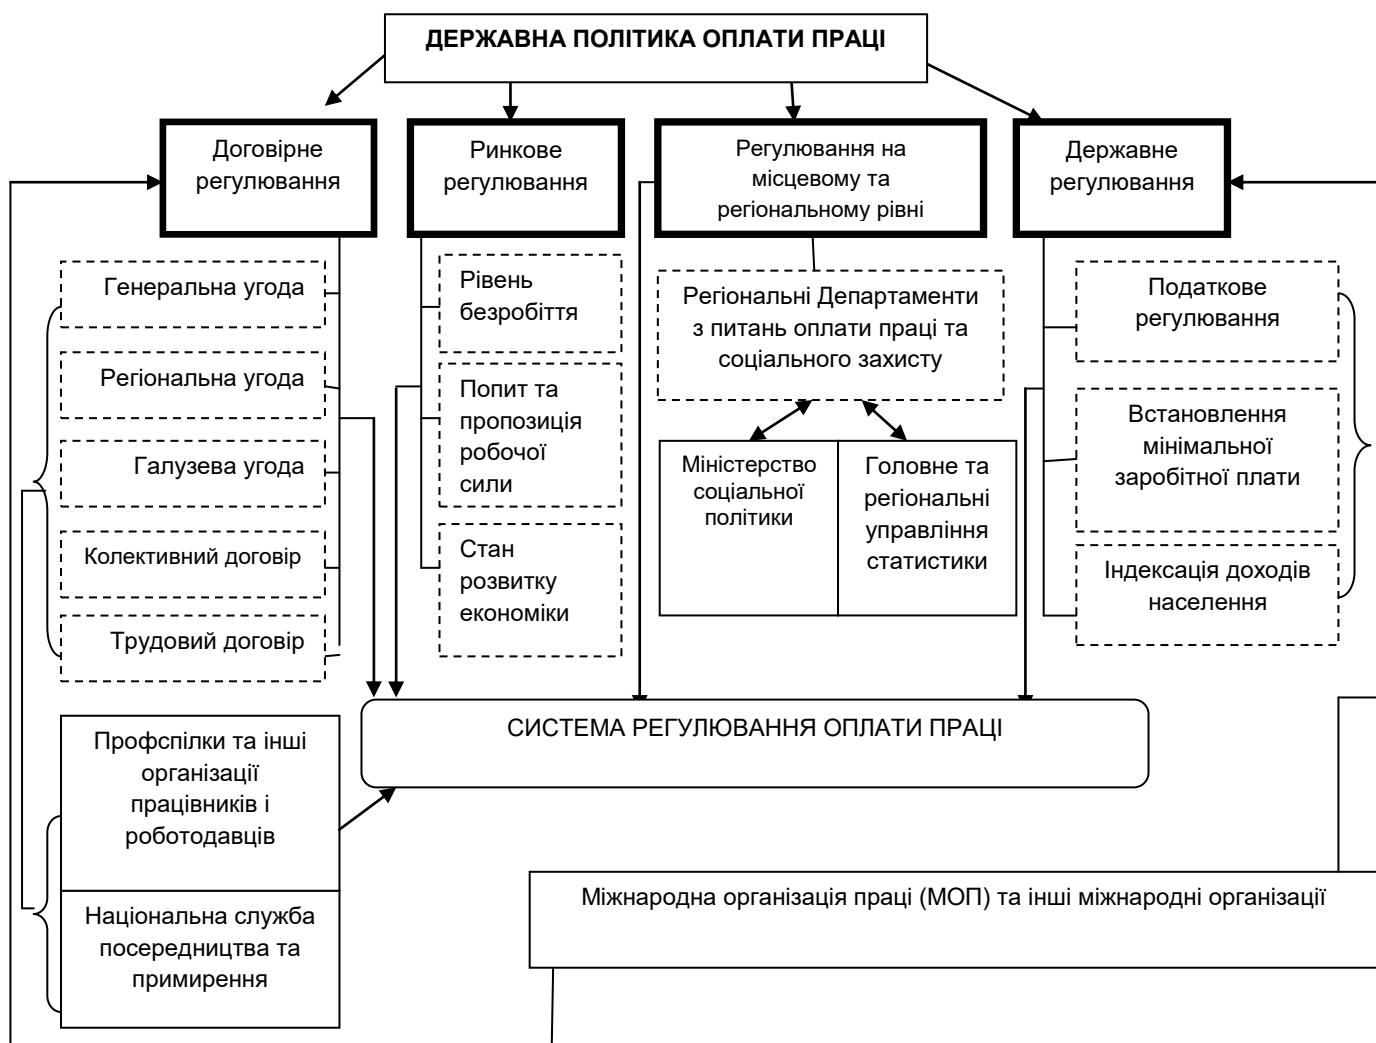 ДЕРЖАВНА ПОЛІТИКА ОПЛАТИ ПРАЦІ
Договірне
регулювання
Ринкове
регулювання
Регулювання на
місцевому та
регіональному рівні
Державне
регулювання
Генеральна угода
Регіональна угода
Галузева угода
Колективний договір
Трудовий договір
Рівень
безробіття
Попит та
пропозиція
робочої
сили
Стан
розвитку
економіки
Регіональні Департаменти
з питань оплати праці та
соціального захисту
Міністерство
соціальної
політики
Головне та
регіональні
управління
статистики
Податкове
регулювання
Встановлення
мінімальної
заробітної плати
Індексація доходів
населення
СИСТЕМА РЕГУЛЮВАННЯ ОПЛАТИ ПРАЦІ
Профспілки та інші
організації
працівників і
роботодавців
Національна служба
посередництва та
примирення
Міжнародна організація праці (МОП) та інші міжнародні організації